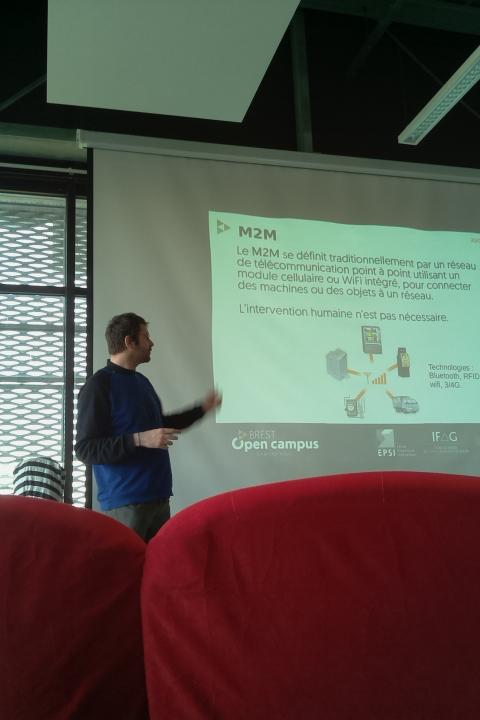 M2M
Le M2M se définit traditionnellement par un réseau
de télécommunication point à point utilisant un
module cellulaire ou WiFi intégré, pour connecter
des machines ou des objets à un réseau.
L'intervention humaine n'est pas nécessaire.
Technologies :
Bluetooth, RFID
wifi, 3/4G.
BREST
Open campus
EPSI
IFAG